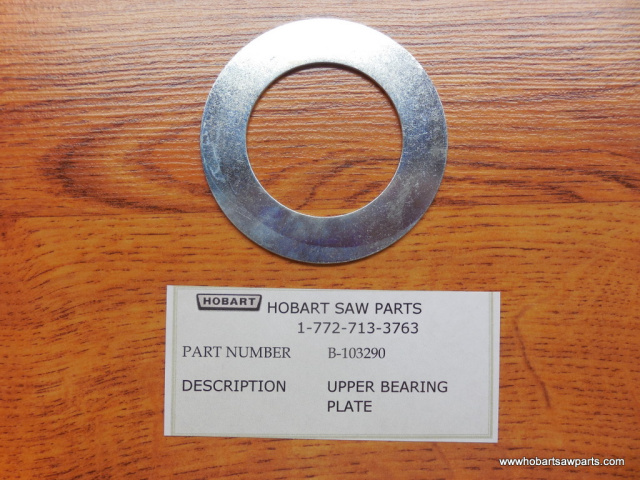 HOBART
HOBART SAW PARTS
1-772-713-3763
PART NUMBER B-103290
DESCRIPTION UPPER BEARING
PLATE
www.hobartsawparts.com